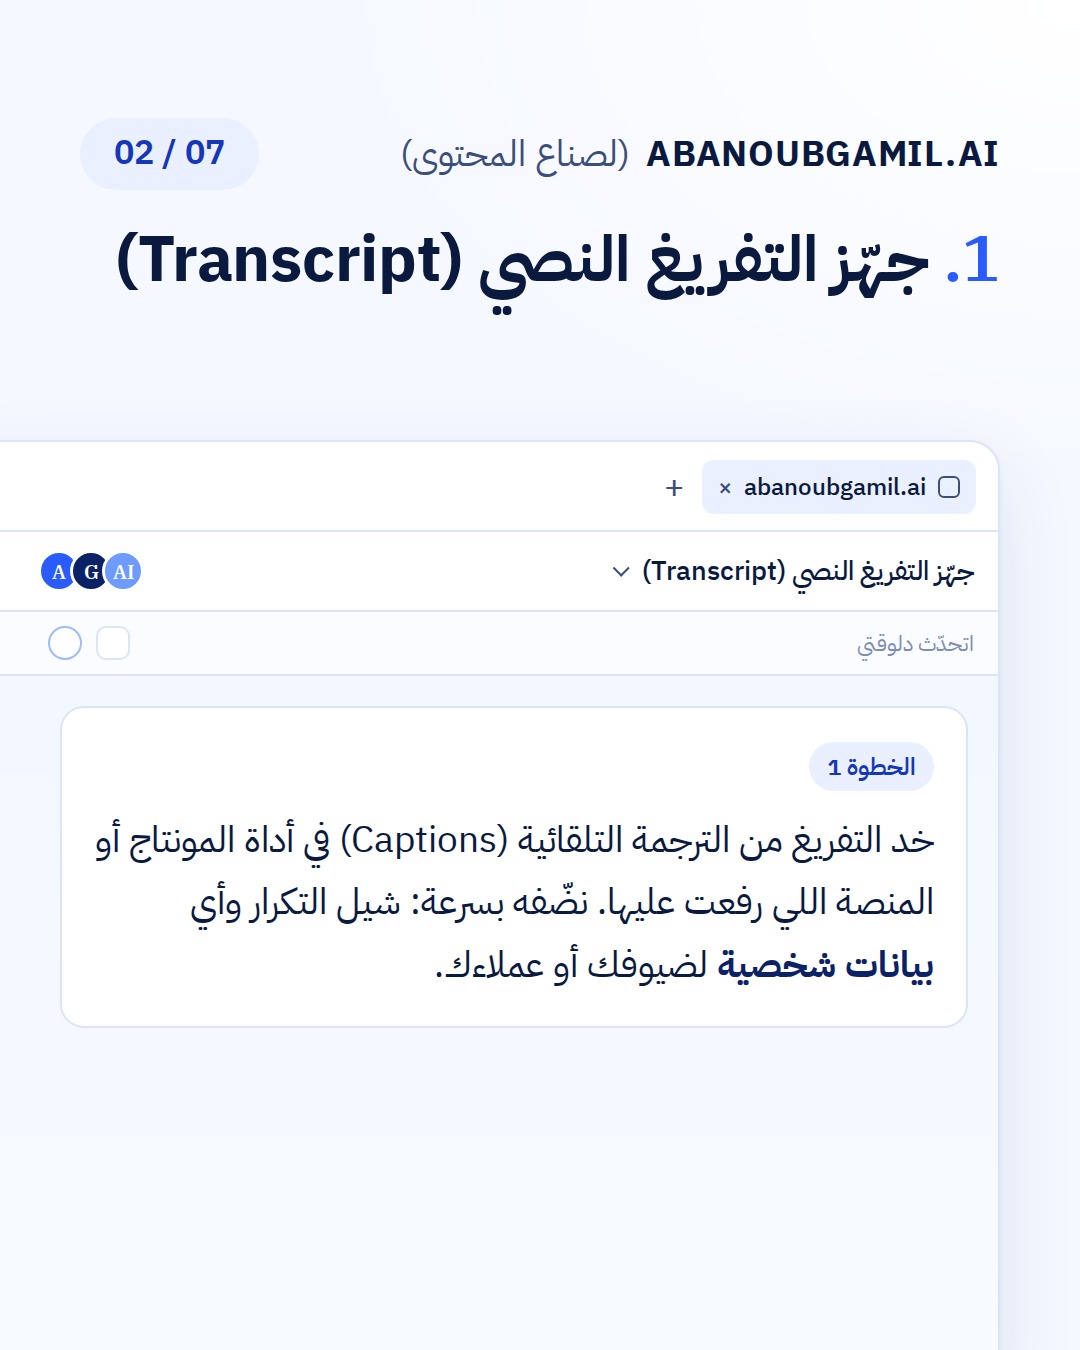 ABANOUBGAMIL.AI (لصناع المحتوى)
02 / 07
1. جهّز التفريغ النصي (Transcript)
abanoubgamil.ai × +
جهّز التفريغ النصي (Transcript)
A G AI
اتحدّث دلوقتي
الخطوة 1
خد التفريغ من الترجمة التلقائية (Captions) في أداة المونتاج أو
المنصة اللي رفعت عليها. نضّفه بسرعة: شيل التكرار وأي
بيانات شخصية لضيوفك أو عملاءك.